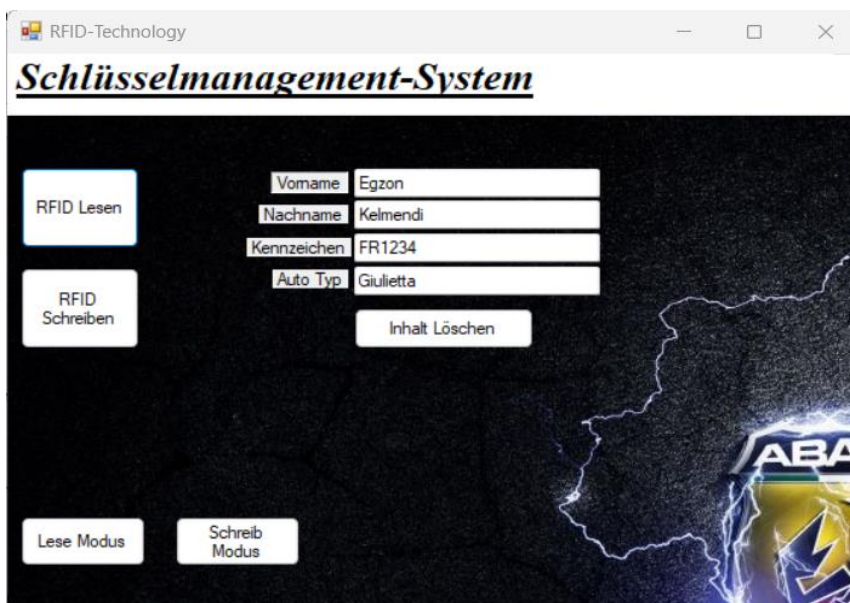 RFID-Technology
Schlüsselmanagement-System
RFID Lesen
Vorname Egzon
Nachname Kelmendi
Kennzeichen FR1234
RFID
Schreiben
Auto Typ Giulietta
Inhalt Löschen
Lese Modus
Schreib
Modus
ABA